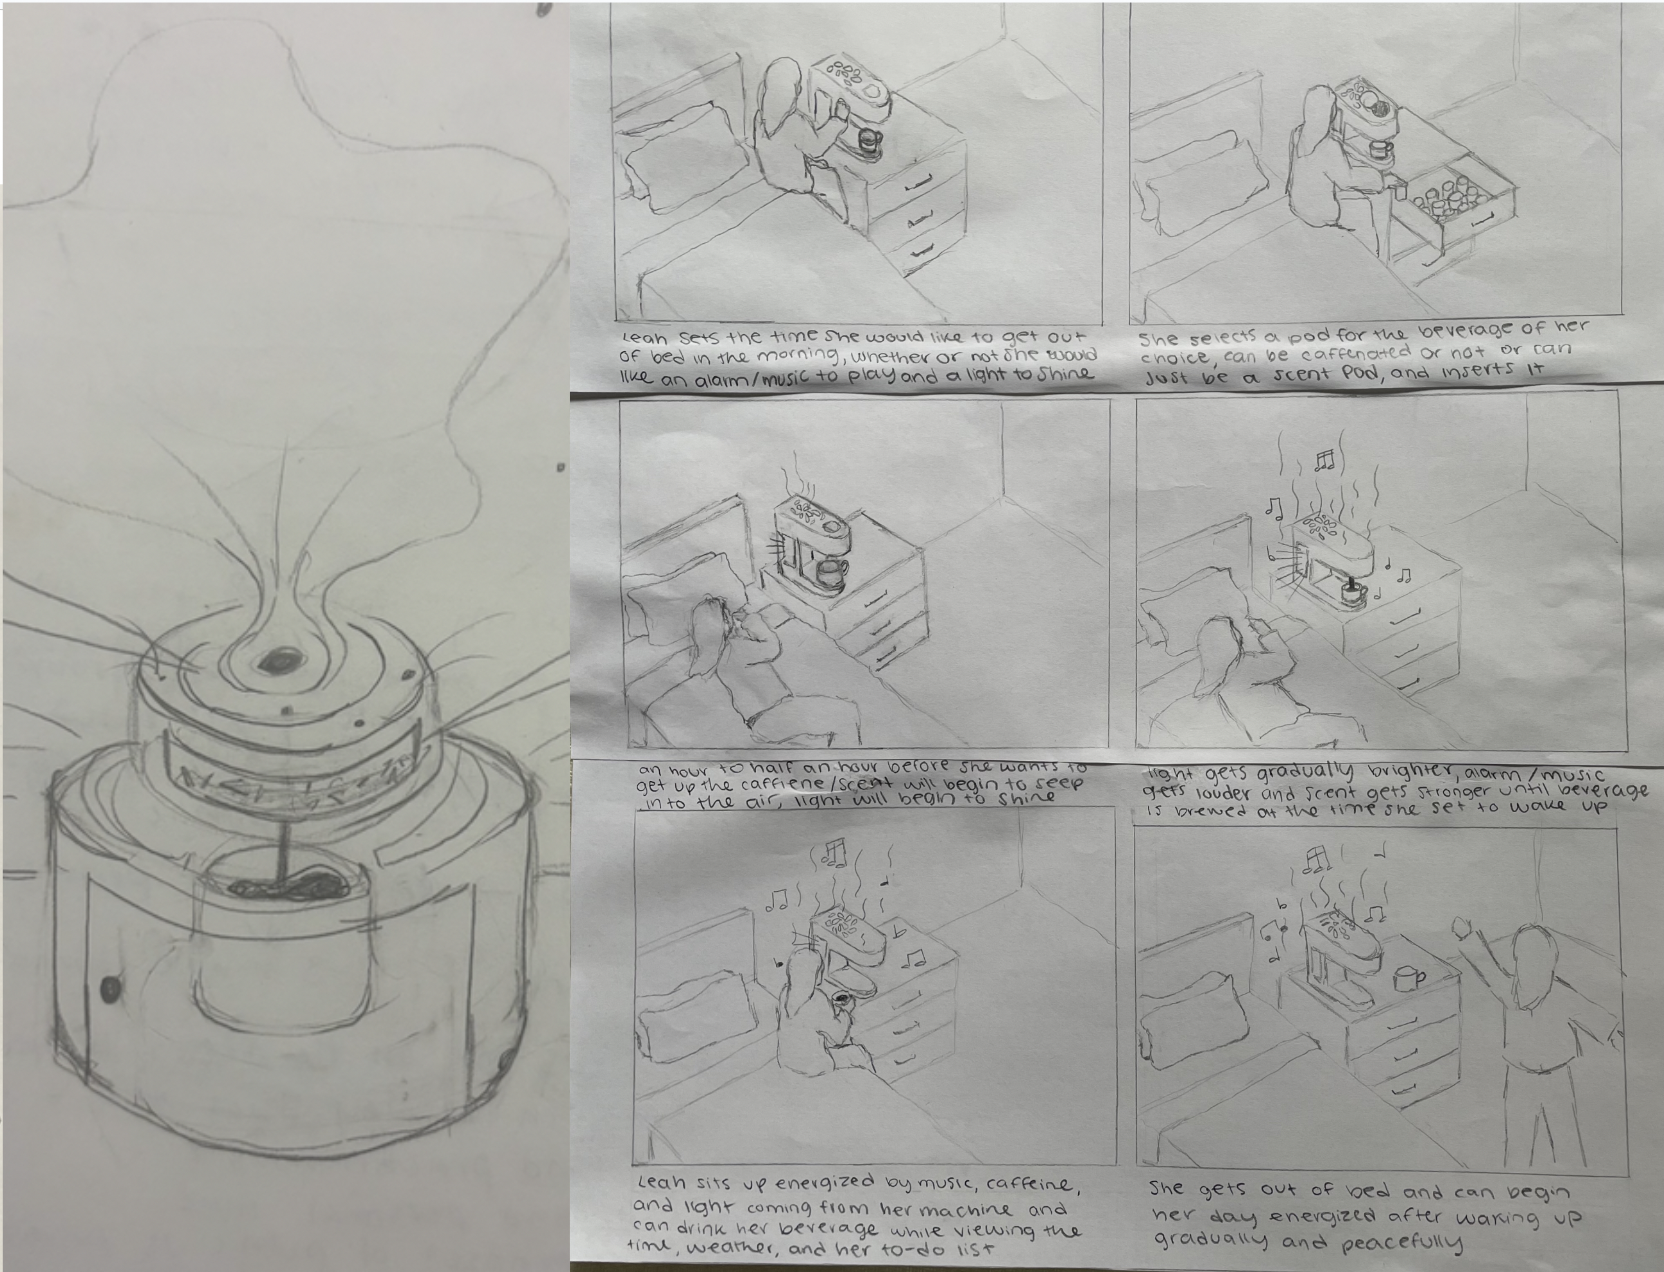 Leah sets the time she would like to get out
of bed in the morning, whether or not she would
like an alarm/music to play and a light to shine
She selects a pod for the beverage of her
choice, can be caffenated or not or can
just be a scent pod, and inserts it
an hour to half an hour before she wants to
get up the caffiene/scent will begin to seep
into the air, light will begin to shine
light gets gradually brighter, alarm/music
gets louder and scent gets stronger until beverage
is brewed at the time she set to wake up
Leah sits up energized by music, caffeine,
and light coming from her machine and
can drink her beverage while viewing the
time, weather, and her to-do list
She gets out of bed and can begin
her day energized after waking up
gradually and peacefully